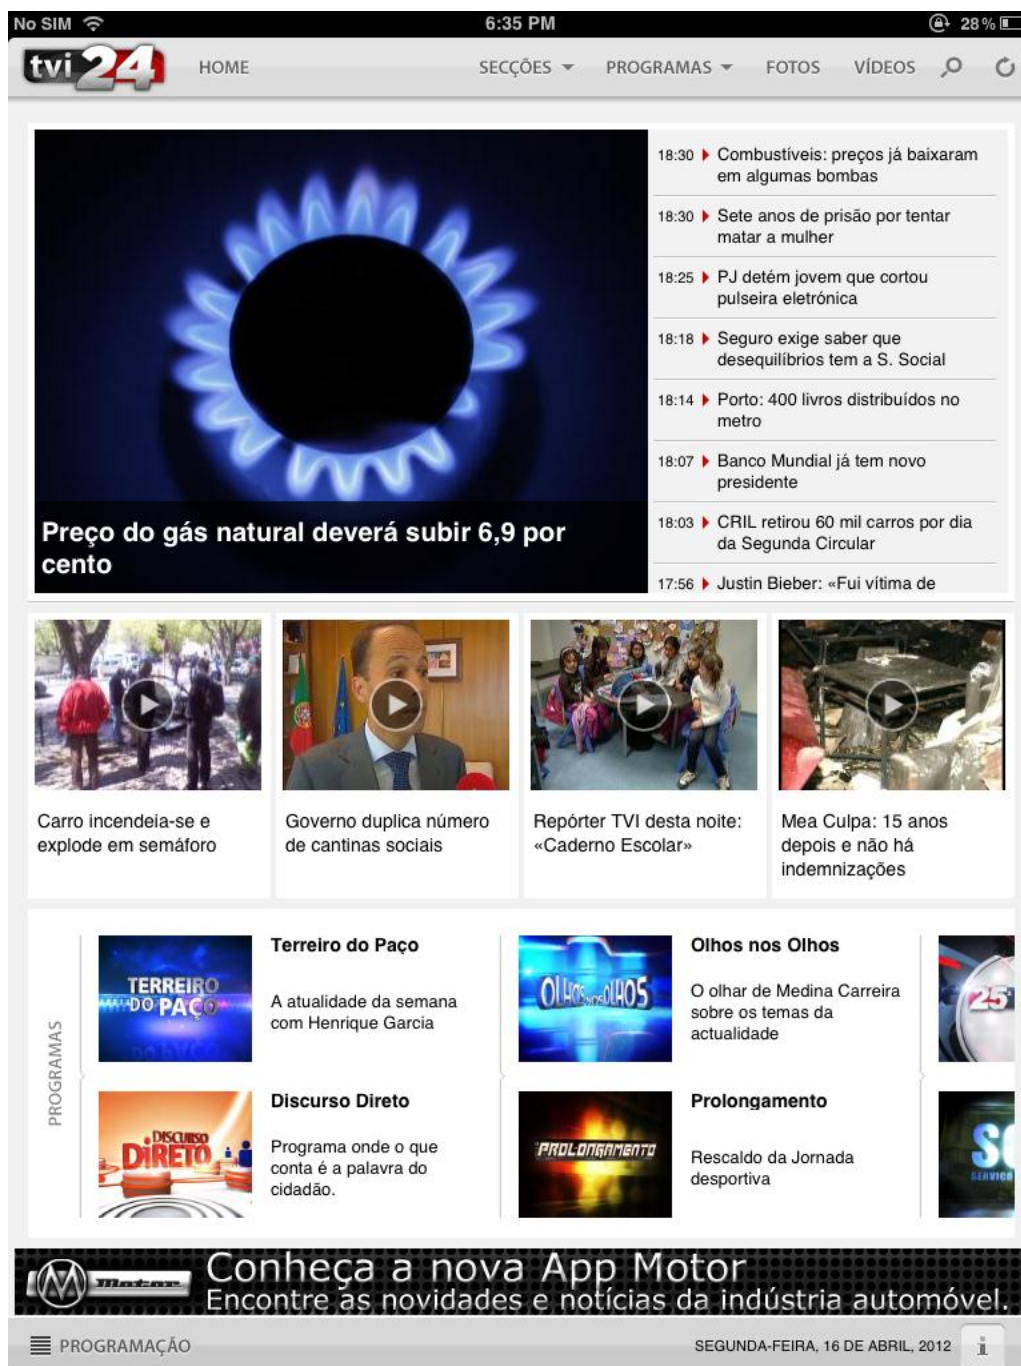 No SIM
6:35 PM
28%
tvi24
HOME
SECÇÕES
PROGRAMAS
FOTOS
VÍDEOS
Preço do gás natural deverá subir 6,9 por
cento
18:30 Combustíveis: preços já baixaram
em algumas bombas
18:30 Sete anos de prisão por tentar
matar a mulher
18:25 PJ detém jovem que cortou
pulseira eletrónica
18:18 Seguro exige saber que
desequilíbrios tem a S. Social
18:14 Porto: 400 livros distribuídos no
metro
18:07 Banco Mundial já tem novo
presidente
18:03 CRIL retirou 60 mil carros por dia
da Segunda Circular
17:56 Justin Bieber: «Fui vítima de
Carro incendeia-se e
explode em semáforo
Governo duplica número
de cantinas sociais
Repórter TVI desta noite:
«Caderno Escolar»
Mea Culpa: 15 anos
depois e não há
indemnizações
PROGRAMAS
TERREIRO
DO PAÇO
Terreiro do Paço
A atualidade da semana
com Henrique Garcia
OLHOS NOS OLHOS
Olhos nos Olhos
O olhar de Medina Carreira
sobre os temas da
actualidade
25
DISCURSO
DIRETO
Discurso Direto
Programa onde o que
conta é a palavra do
cidadão.
PROLONGAMENTO
Prolongamento
Rescaldo da Jornada
desportiva
Motor
Conheça a nova App Motor
Encontre as novidades e notícias da indústria automóvel.
PROGRAMAÇÃO
SEGUNDA-FEIRA, 16 DE ABRIL, 2012
i